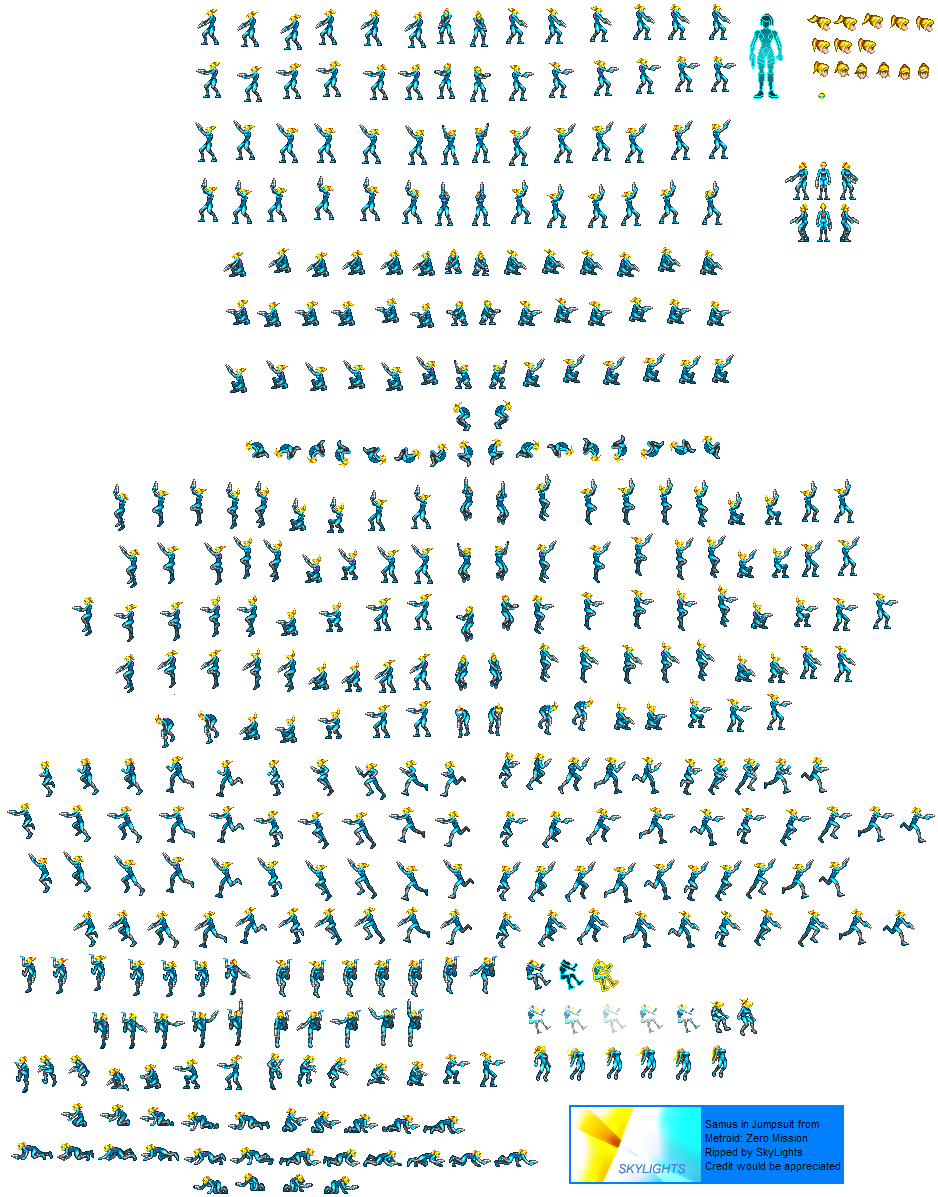 SKYLIGHTS
Samus in Jumpsuit from
Metroid: Zero Mission
Ripped by SkyLights
Credit would be appreciated